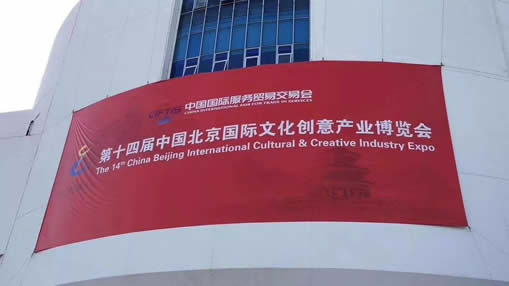 CIFTIS 中国国际服务贸易交易会
CHINA INTERNATIONAL FAIR FOR TRADE IN SERVICES
第十四届中国北京国际文化创意产业博览会
The 14th China Beijing International Cultural & Creative Industry Expo